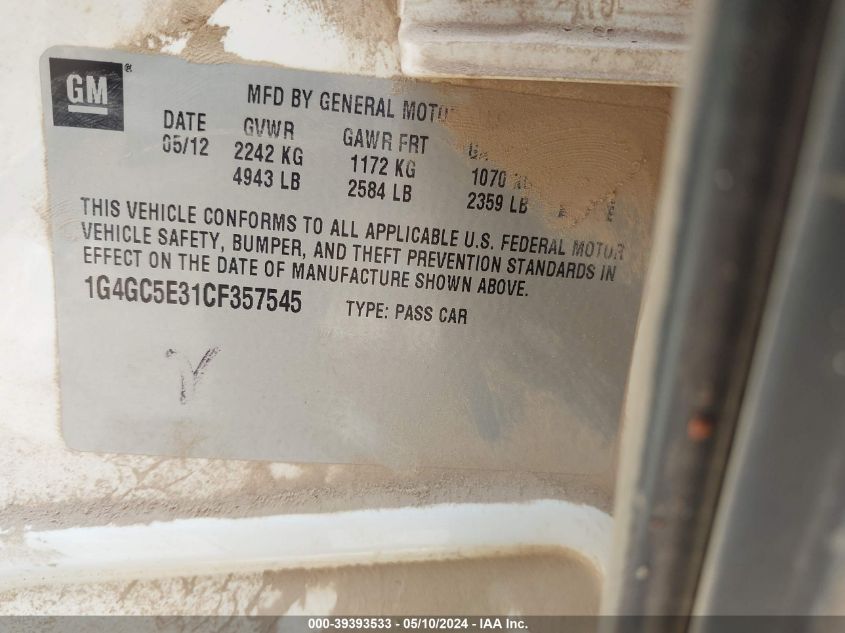 GM
MFD BY GENERAL
DATE GVWR GAWR FRT
05/12 2242 KG 1172 KG 1070
4943 LB 2584 LB 2359 LB
THIS VEHICLE CONFORMS TO ALL APPLICABLE U.S. FEDERAL MOTOR
VEHICLE SAFETY, BUMPER, AND THEFT PREVENTION STANDARDS IN
EFFECT ON THE DATE OF MANUFACTURE SHOWN ABOVE.
1G4GC5E31CF357545 TYPE: PASS CAR
000-39393533 - 05/10/2024 - IAA Inc.